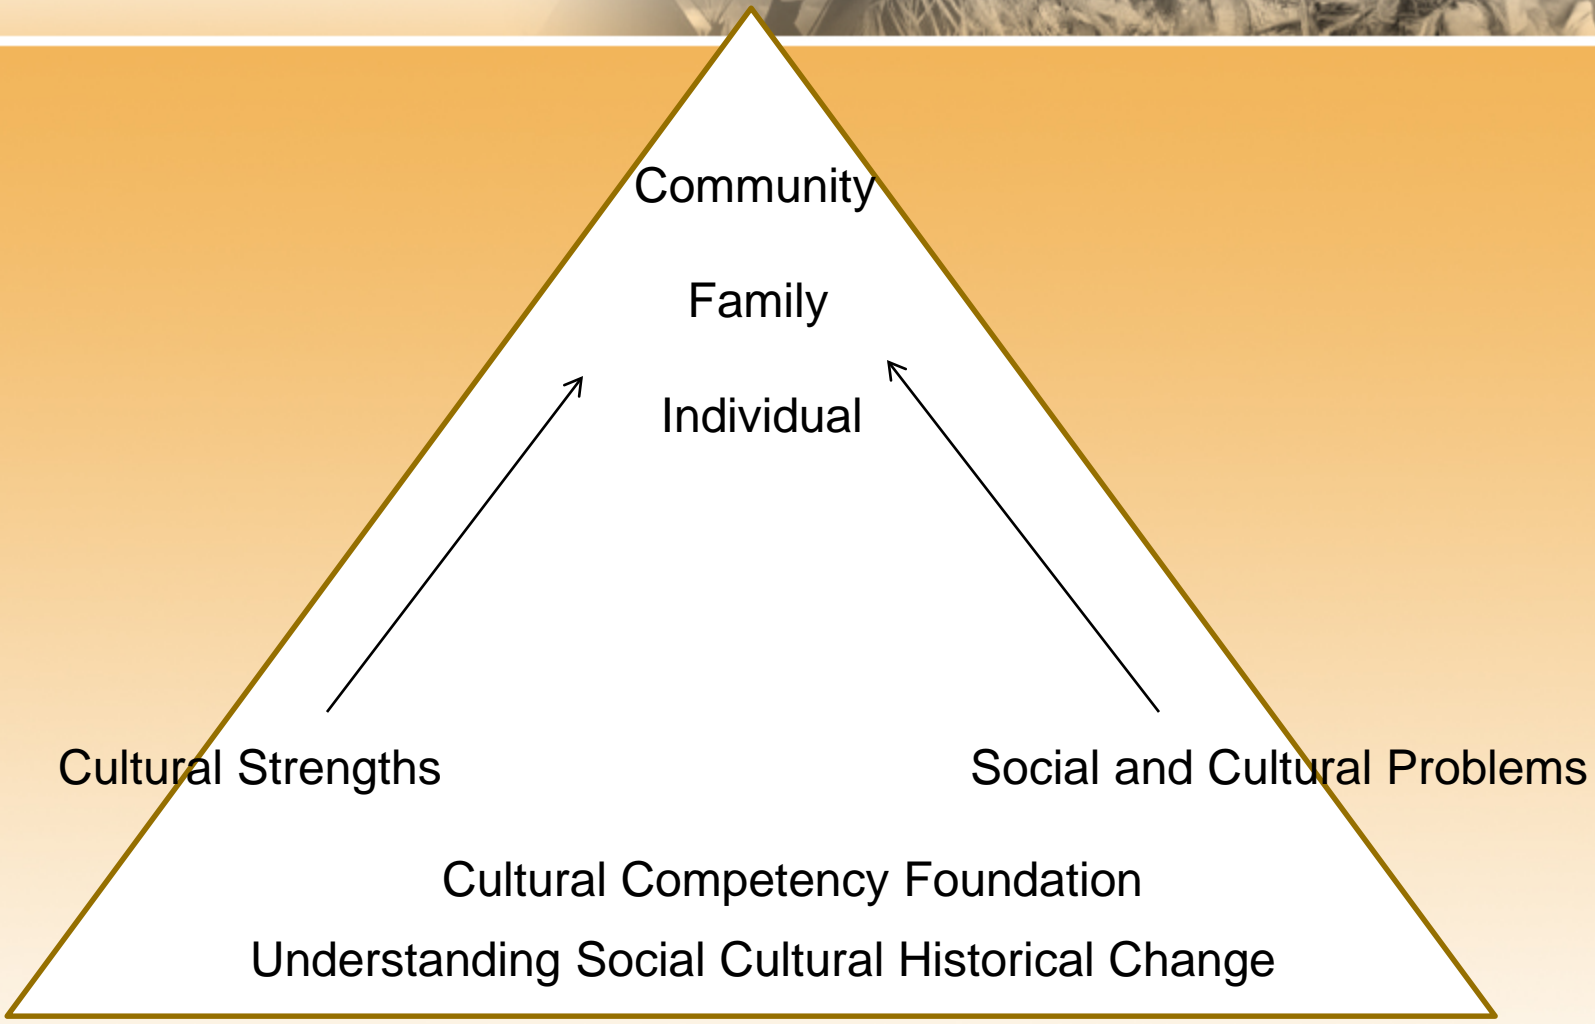 Community
Family
Individual
Cultural Strengths
Social and Cultural Problems
Cultural Competency Foundation
Understanding Social Cultural Historical Change